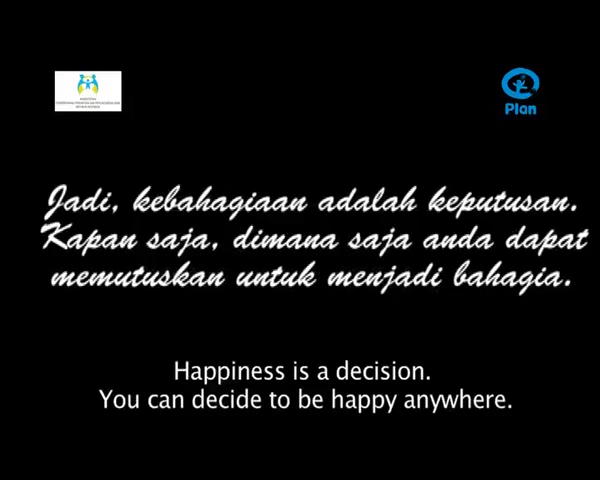 Plan
Jadi, kebahagiaan adalah keputusan.
Kapan saja, dimana saja anda dapat
memutuskan untuk menjadi bahagia.
Happiness is a decision.
You can decide to be happy anywhere.